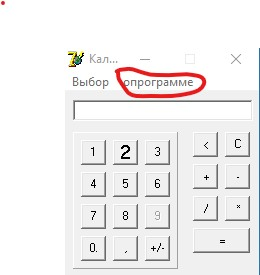 Кал...
Выбор опрограмме
1 2 3 < C
4 5 6 + -
7 8 9 / *
0. , +/- =